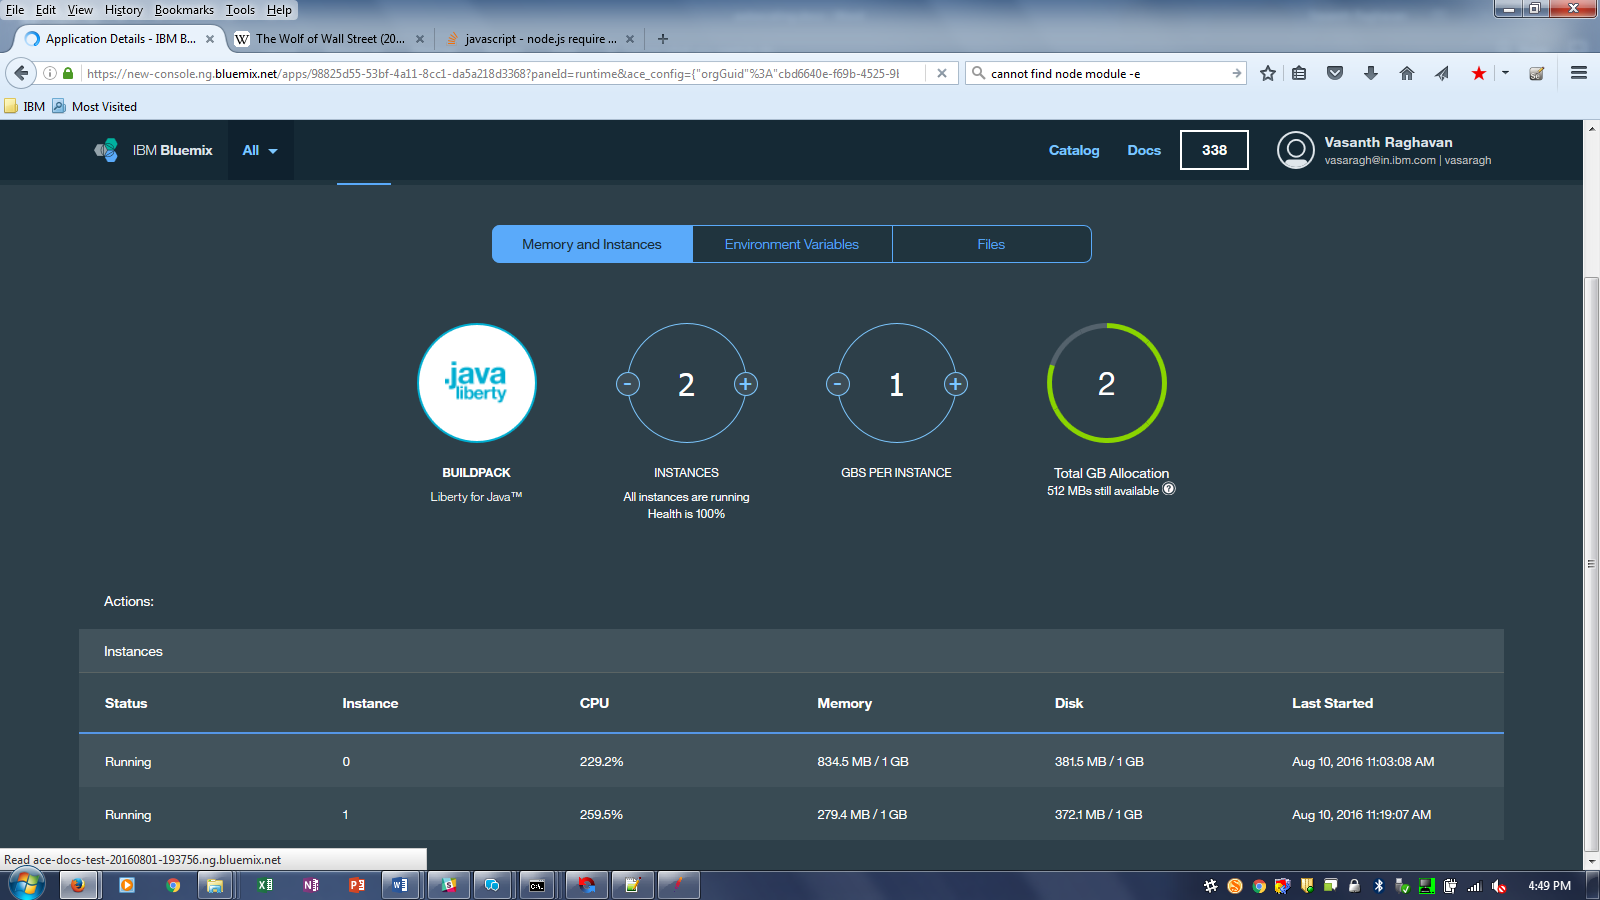 File Edit View History Bookmarks Tools Help
Application Details - IBM B...
The Wolf of Wall Street (20...
javascript - node.js require ...
https://new-console.ng.bluemix.net/apps/98825d55-53bf-4a11-8cc1-da5a218d3368?paneId=runtime&ace_config={"orgGuid"%3A"cbd6640e-f69b-4525-9b
cannot find node module -e
IBM Most Visited
IBM Bluemix
All
Catalog
Docs
338
Vasanth Raghavan
vasaragh@in.ibm.com | vasaragh
Memory and Instances
Environment Variables
Files
.java
liberty
- 2 +
- 1 +
2
BUILDPACK
Liberty for Java™
INSTANCES
All instances are running
Health is 100%
GBS PER INSTANCE
Total GB Allocation
512 MBs still available ?
Actions:
Instances
Status Instance CPU Memory Disk Last Started
Running 0 229.2% 834.5 MB / 1 GB 381.5 MB / 1 GB Aug 10, 2016 11:03:08 AM
Running 1 259.5% 279.4 MB / 1 GB 372.1 MB / 1 GB Aug 10, 2016 11:19:07 AM
Read ace-docs-test-20160801-193756.ng.bluemix.net
4:49 PM